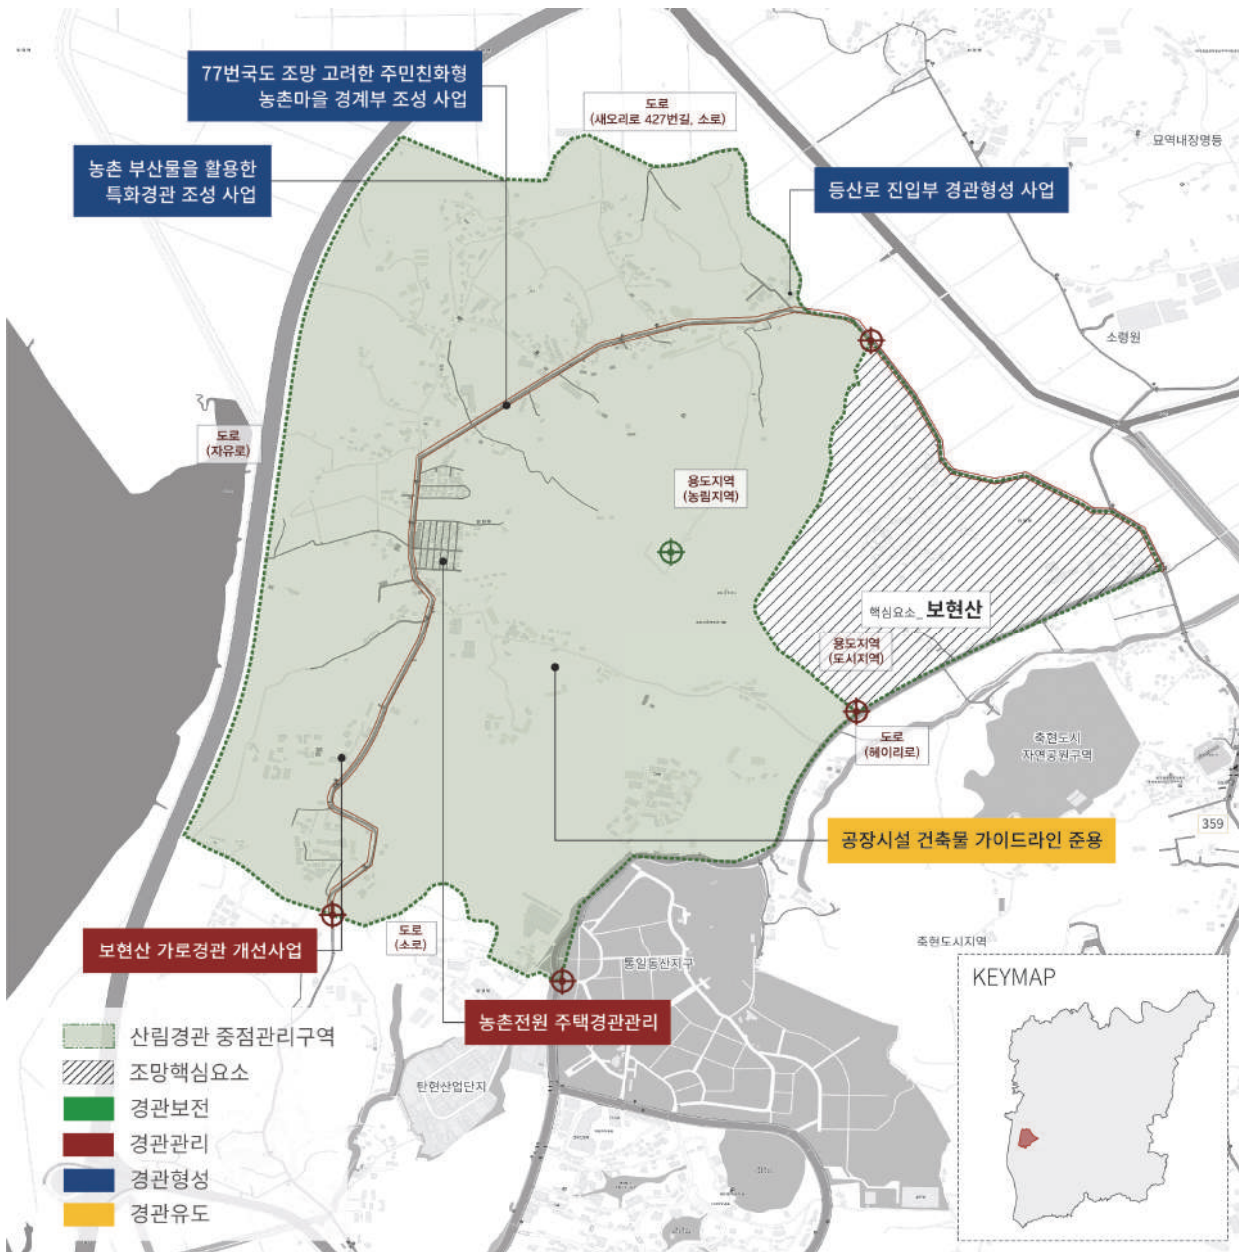 77번국도 조망 고려한 주민친화형
농촌마을 경계부 조성 사업
도로
(새오리로 427번길, 소로)
묘역내장명등
농촌 부산물을 활용한
특화경관 조성 사업
등산로 진입부 경관형성 사업
소령원
도로
(자유로)
용도지역
(농림지역)
핵심요소_ 보현산
용도지역
(도시지역)
도로
(헤이리로)
축현도시
자연공원구역
359
공장시설 건축물 가이드라인 준용
보현산 가로경관 개선사업
도로
(소로)
축현도시지역
통일동산지구
농촌전원 주택경관관리
탄현산업단지
KEYMAP
산림경관 중점관리구역
조망핵심요소
경관보전
경관관리
경관형성
경관유도